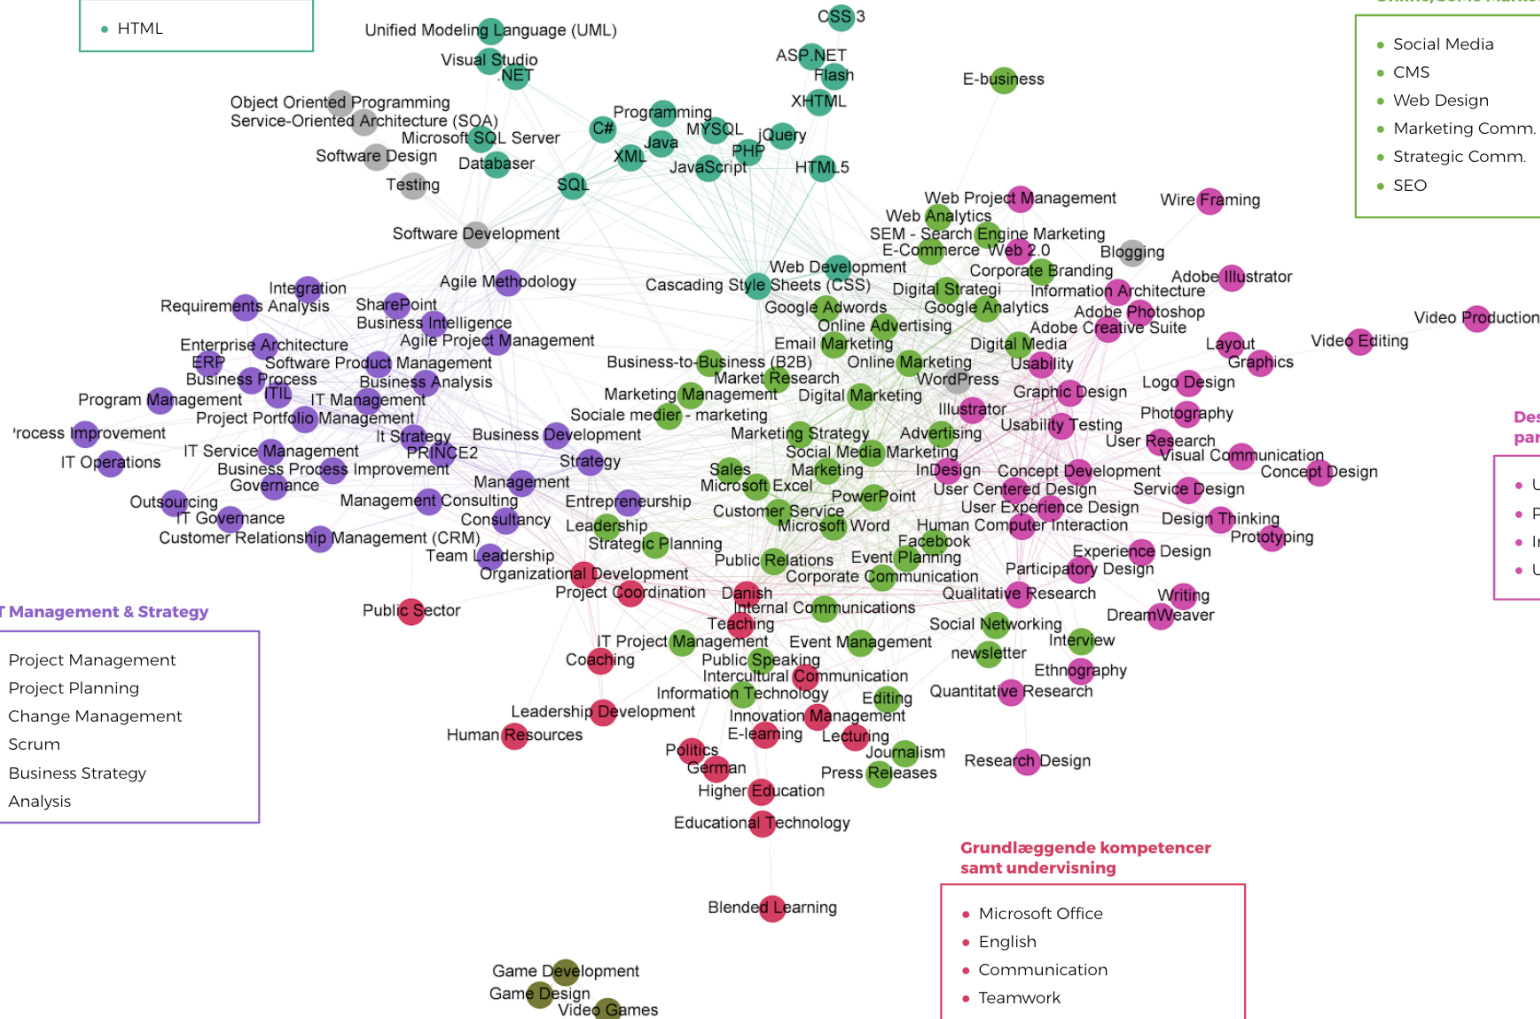 HTML
Unified Modeling Language (UML)
CSS 3
Social Media
Visual Studio
.NET
ASP.NET
Flash
E-business
CMS
Web Design
Marketing Comm.
Strategic Comm.
SEO
Object Oriented Programming
Service-Oriented Architecture (SOA)
Microsoft SQL Server
Software Design
Databaser
Testing
Programming
C#
MYSQL
jQuery
XHTML
Java
XML
PHP
JavaScript
HTML5
SQL
Software Development
Web Project Management
Wire Framing
Web Analytics
SEM - Search Engine Marketing
E-Commerce
Web 2.0
Blogging
Web Development
Corporate Branding
Adobe Illustrator
Agile Methodology
Cascading Style Sheets (CSS)
Digital Strategi
Information Architecture
Integration
Requirements Analysis
SharePoint
Google Adwords
Google Analytics
Adobe Photoshop
Video Production
Business Intelligence
Online Advertising
Adobe Creative Suite
Enterprise Architecture
Agile Project Management
Email Marketing
Digital Media
Layout
Video Editing
ERP
Software Product Management
Business-to-Business (B2B)
Online Marketing
Usability
Graphics
Business Process
Business Analysis
Market Research
WordPress
Logo Design
ITIL
IT Management
Marketing Management
Digital Marketing
Graphic Design
Program Management
Project Portfolio Management
Sociale medier - marketing
Illustrator
Photography
Process Improvement
It Strategy
Business Development
Marketing Strategy
Advertising
Usability Testing
User Research
IT Service Management
PRINCE2
Social Media Marketing
Visual Communication
IT Operations
Business Process Improvement
Strategy
Sales
Marketing
InDesign
Concept Development
Concept Design
Governance
Management
Microsoft Excel
User Centered Design
Service Design
Outsourcing
Management Consulting
Entrepreneurship
PowerPoint
User Experience Design
IT Governance
Consultancy
Customer Service
Design Thinking
Customer Relationship Management (CRM)
Leadership
Microsoft Word
Human Computer Interaction
Prototyping
Strategic Planning
Facebook
Team Leadership
Public Relations
Event Planning
Experience Design
Organizational Development
Corporate Communication
Participatory Design
Project Coordination
Danish
Qualitative Research
Writing
Public Sector
Internal Communications
DreamWeaver
Teaching
Social Networking
IT Project Management
Event Management
Interview
Coaching
Public Speaking
newsletter
Intercultural Communication
Ethnography
Information Technology
Editing
Quantitative Research
Leadership Development
Innovation Management
Human Resources
E-learning
Lecturing
Politics
Journalism
German
Press Releases
Research Design
Higher Education
Educational Technology
Blended Learning
Game Development
Game Design
Video Games
T Management & Strategy
Project Management
Project Planning
Change Management
Scrum
Business Strategy
Analysis
Grundlæggende kompetencer
samt undervisning
Microsoft Office
English
Communication
Teamwork